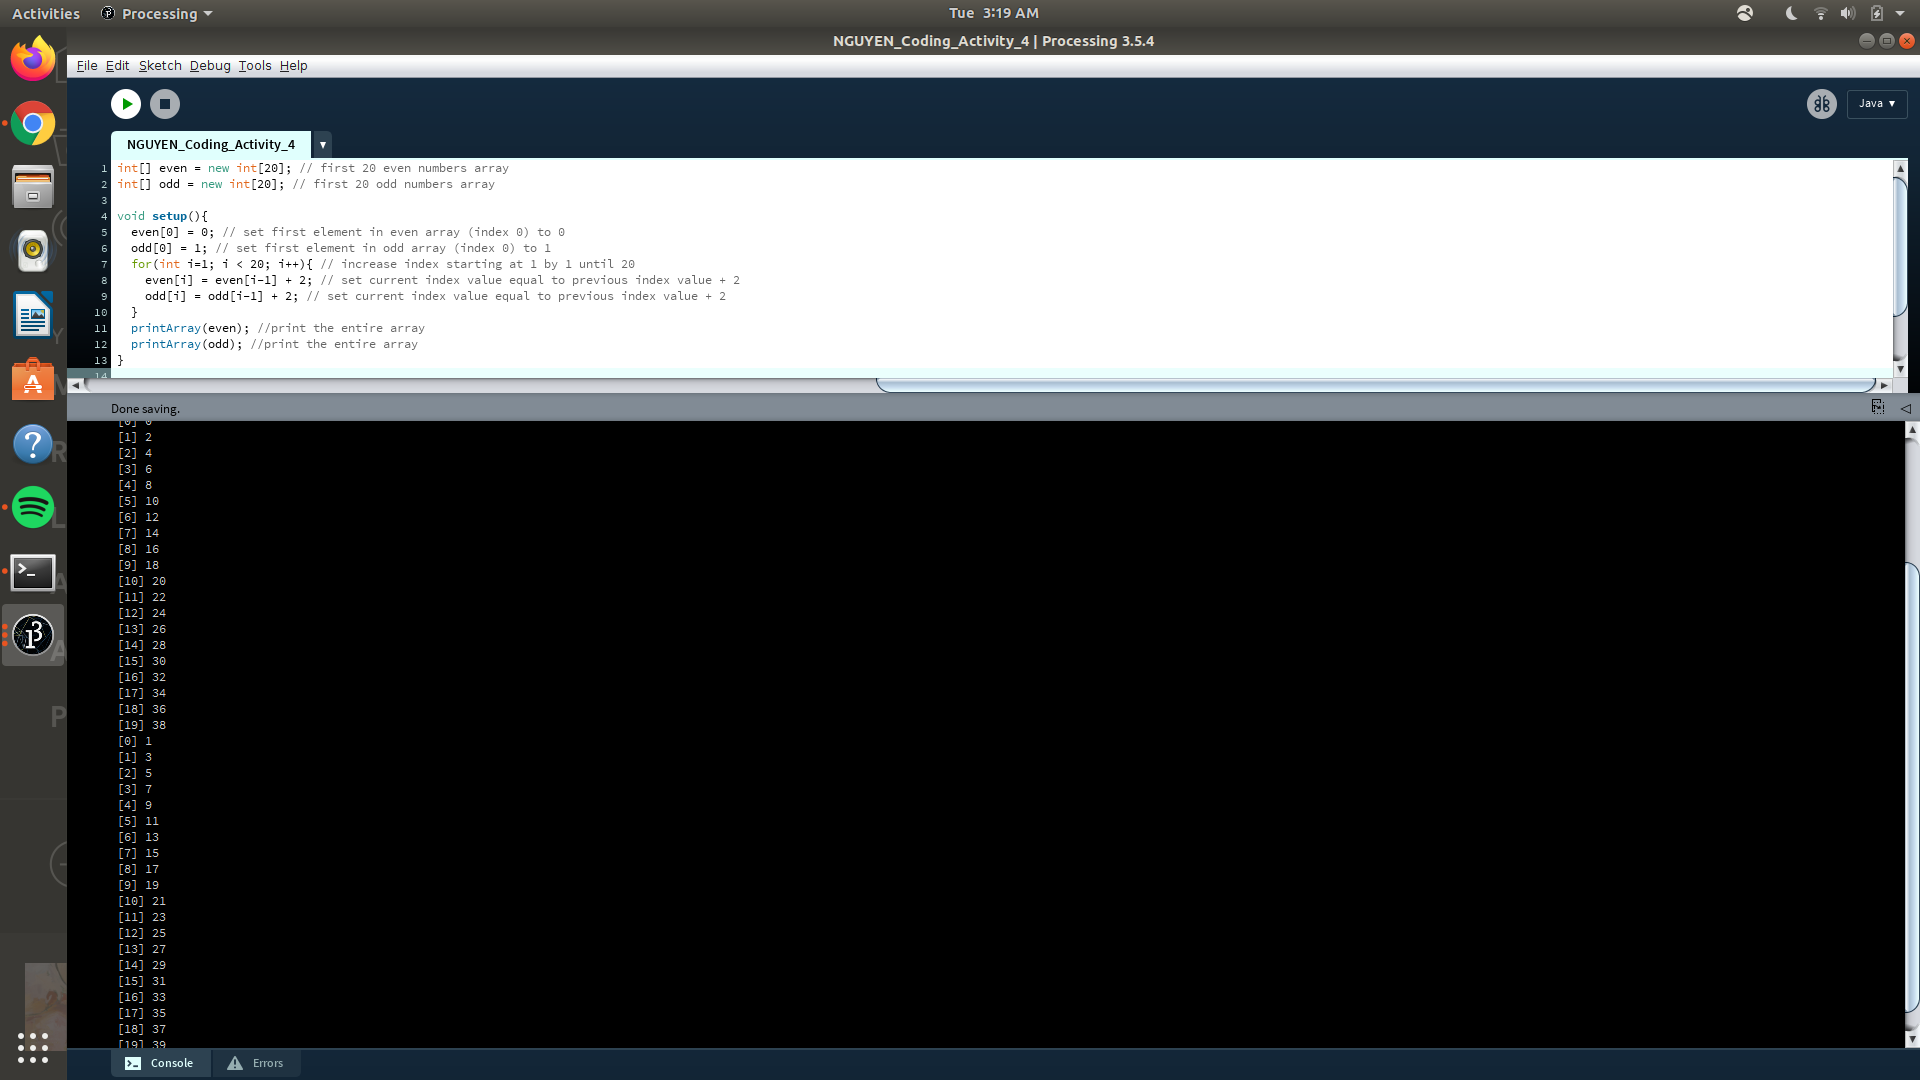 Activities Processing ▾ Tue 3:19 AM
NGUYEN_Coding_Activity_4 | Processing 3.5.4
File Edit Sketch Debug Tools Help
Java ▾
NGUYEN_Coding_Activity_4 ▾
1 int[] even = new int[20]; // first 20 even numbers array
2 int[] odd = new int[20]; // first 20 odd numbers array
3
4 void setup(){
5 even[0] = 0; // set first element in even array (index 0) to 0
6 odd[0] = 1; // set first element in odd array (index 0) to 1
7 for(int i=1; i < 20; i++){ // increase index starting at 1 by 1 until 20
8 even[i] = even[i-1] + 2; // set current index value equal to previous index value + 2
9 odd[i] = odd[i-1] + 2; // set current index value equal to previous index value + 2
10 }
11 printArray(even); //print the entire array
12 printArray(odd); //print the entire array
13 }
14
Done saving.
[0] 0
[1] 2
[2] 4
[3] 6
[4] 8
[5] 10
[6] 12
[7] 14
[8] 16
[9] 18
[10] 20
[11] 22
[12] 24
[13] 26
[14] 28
[15] 30
[16] 32
[17] 34
[18] 36
[19] 38
[0] 1
[1] 3
[2] 5
[3] 7
[4] 9
[5] 11
[6] 13
[7] 15
[8] 17
[9] 19
[10] 21
[11] 23
[12] 25
[13] 27
[14] 29
[15] 31
[16] 33
[17] 35
[18] 37
[19] 39
Console Errors